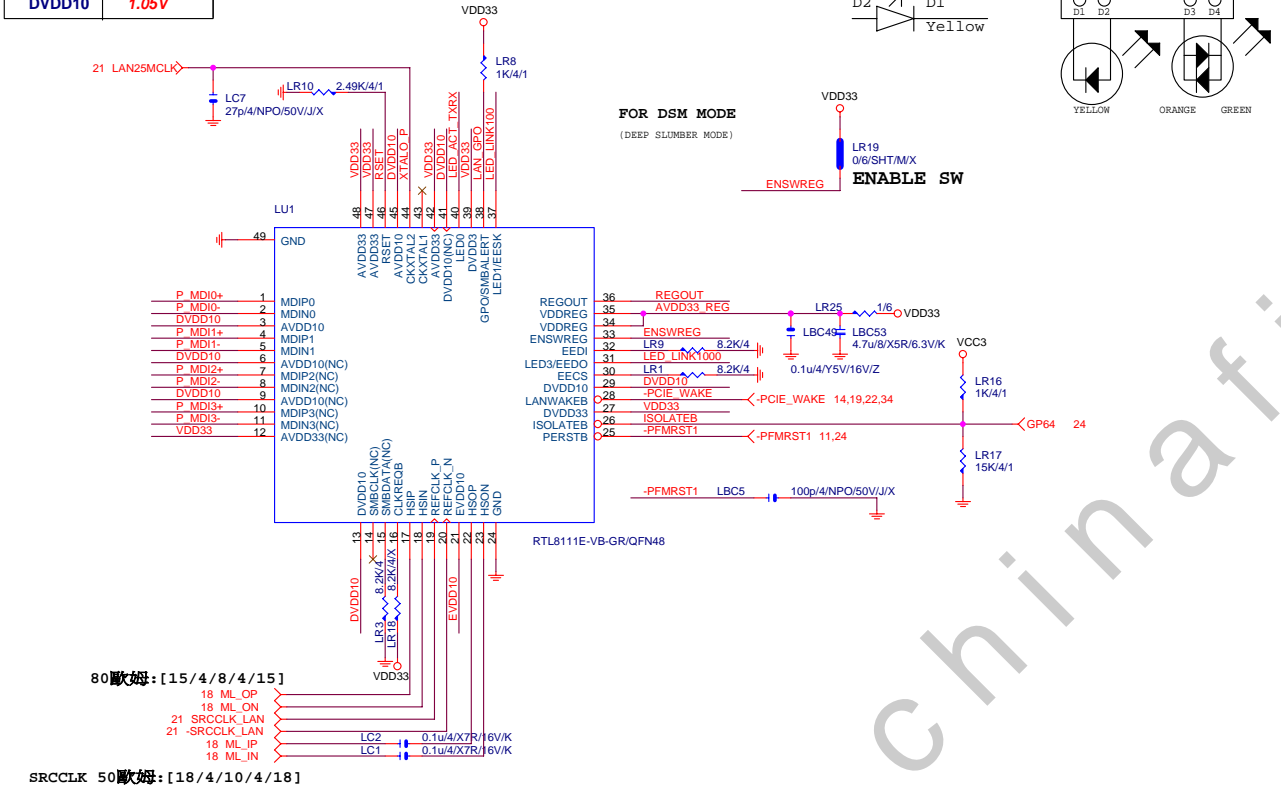 DVDD10 1.05V
VDD33
D2 D1
Yellow
D1 D2 D3 D4
YELLOW ORANGE GREEN
21 LAN25MCLK
LC7
27p/4/NPO/50V/J/X
LR10 2.49K/4/1
LR8
1K/4/1
FOR DSM MODE
(DEEP SLUMBER MODE)
VDD33
LR19
0/6/SHT/M/X
ENABLE SW
ENSWREG
VDD33
VDD33
RSET
DVDD10
XTALO_P
VDD33
DVDD10
LED_ACT_TXRX
VDD33
LAN_GPO
LED_LINK100
LU1
48 47 46 45 44 43 42 41 40 39 38 37
AVDD33
AVDD33
RSET
AVDD10
CKXTAL2
CKXTAL1
AVDD33
DVDD10(NC)
LED0
DVDD3
GPO/SMBALERT
LED1/EESK
49 GND
P_MDI0+ 1 MDIP0
P_MDI0- 2 MDIN0
DVDD10 3 AVDD10
P_MDI1+ 4 MDIP1
P_MDI1- 5 MDIN1
DVDD10 6 AVDD10(NC)
P_MDI2+ 7 MDIP2(NC)
P_MDI2- 8 MDIN2(NC)
DVDD10 9 AVDD10(NC)
P_MDI3+ 10 MDIP3(NC)
P_MDI3- 11 MDIN3(NC)
VDD33 12 AVDD33(NC)
REGOUT 36 REGOUT
VDDREG 35 AVDD33_REG
VDDREG 34
ENSWREG 33 ENSWREG
EEDI 32 LR9 8.2K/4
LED3/EEDO 31 LED_LINK1000
EECS 30 LR1 8.2K/4
DVDD10 29 DVDD10
LANWAKEB 28 -PCIE_WAKE -PCIE_WAKE 14,19,22,34
DVDD33 27 VDD33
ISOLATEB 26 ISOLATEB
PERSTB 25 -PFMRST1 -PFMRST1 11,24
LR25 1/6 VDD33
LBC49 LBC53
4.7u/8/X5R/6.3V/K
0.1u/4/Y5V/16V/Z
VCC3
LR16
1K/4/1
GP64 24
LR17
15K/4/1
-PFMRST1 LBC5 100p/4/NPO/50V/J/X
DVDD10
SMBCLK(NC)
SMBDATA(NC)
CLKREQB
HSIP
HSIN
REFCLK_P
REFCLK_N
EVDD10
HSOP
HSON
GND
13 14 15 16 17 18 19 20 21 22 23 24
RTL8111E-VB-GR/QFN48
DVDD10
LR3 8.2K/4
LR18 8.2K/4/X
EVDD10
VDD33
80歐姆:[15/4/8/4/15]
18 ML_OP
18 ML_ON
21 SRCCLK_LAN
21 -SRCCLK_LAN
18 ML_IP LC2 0.1u/4/X7R/16V/K
18 ML_IN LC1 0.1u/4/X7R/16V/K
SRCCLK 50歐姆:[18/4/10/4/18]
chinafi